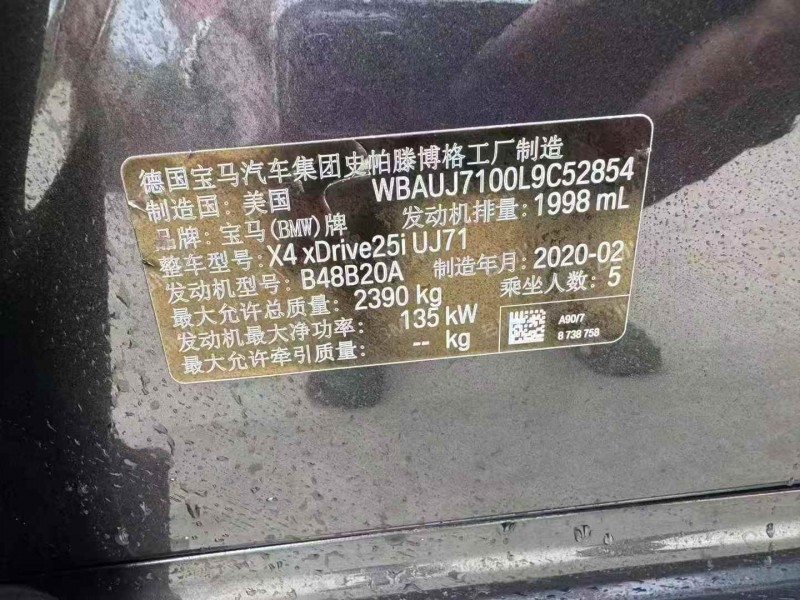 德国宝马汽车集团史帕滕博格工厂制造
制造国: 美国 WBAUJ7100L9C52854
品牌: 宝马(BMW)牌 发动机排量: 1998 mL
整车型号: X4 xDrive25i UJ71
发动机型号: B48B20A 制造年月: 2020-02
最大允许总质量: 2390 kg 乘坐人数: 5
发动机最大净功率: 135 kW
最大允许牵引质量: -- kg
A90/7
8 738 758